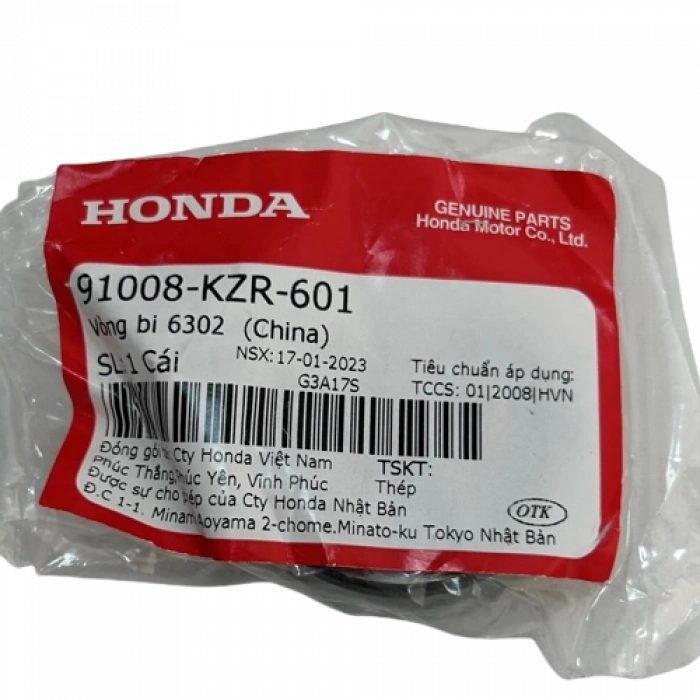 HONDA
GENUINE PARTS
Honda Motor Co., Ltd.
91008-KZR-601
Vòng bi 6302 (China)
SL:1 Cái
NSX: 17-01-2023
G3A17S
Tiêu chuẩn áp dụng:
TCCS: 01|2008|HVN
Đóng gói Cty Honda Việt Nam
Phúc Thắng, Phúc Yên, Vĩnh Phúc
Được sự cho phép của Cty Honda Nhật Bản
Đ.C 1-1. Minami Aoyama 2-chome.Minato-ku Tokyo Nhật Bản
TSKT:
Thép
OTK